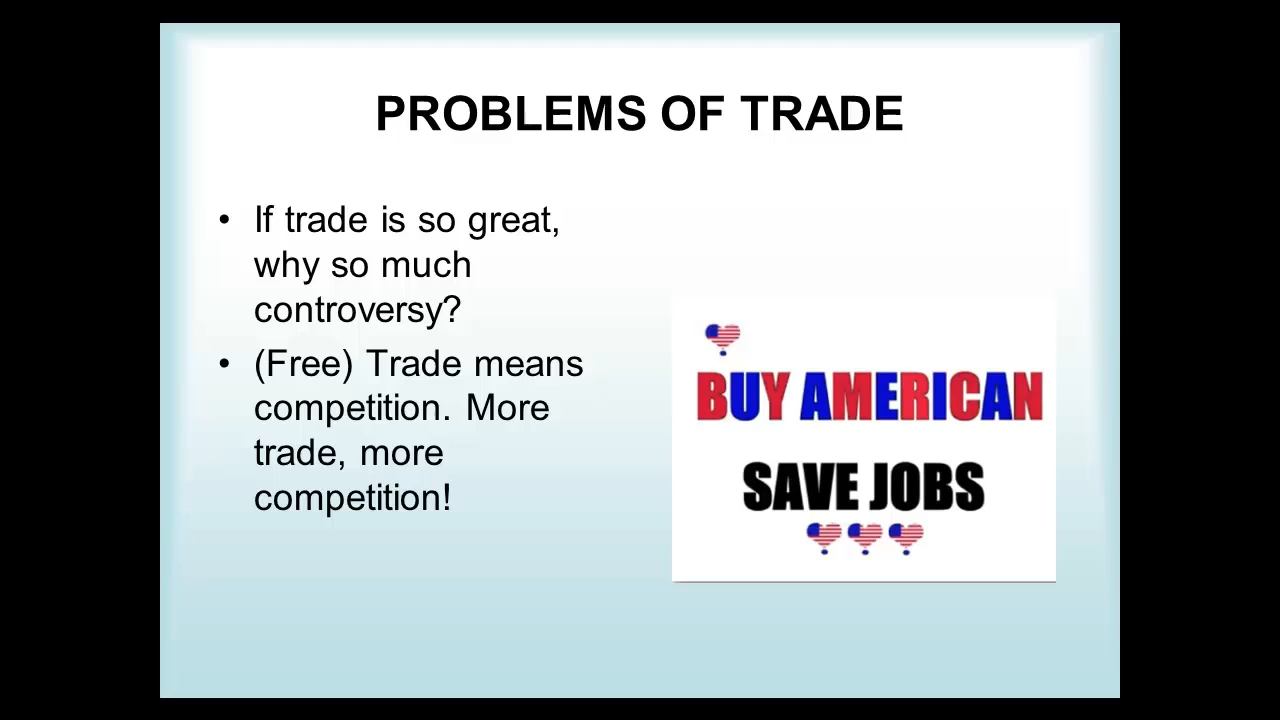 PROBLEMS OF TRADE
• If trade is so great,
why so much
controversy?
• (Free) Trade means
competition. More
trade, more
competition!
BUY AMERICAN
SAVE JOBS